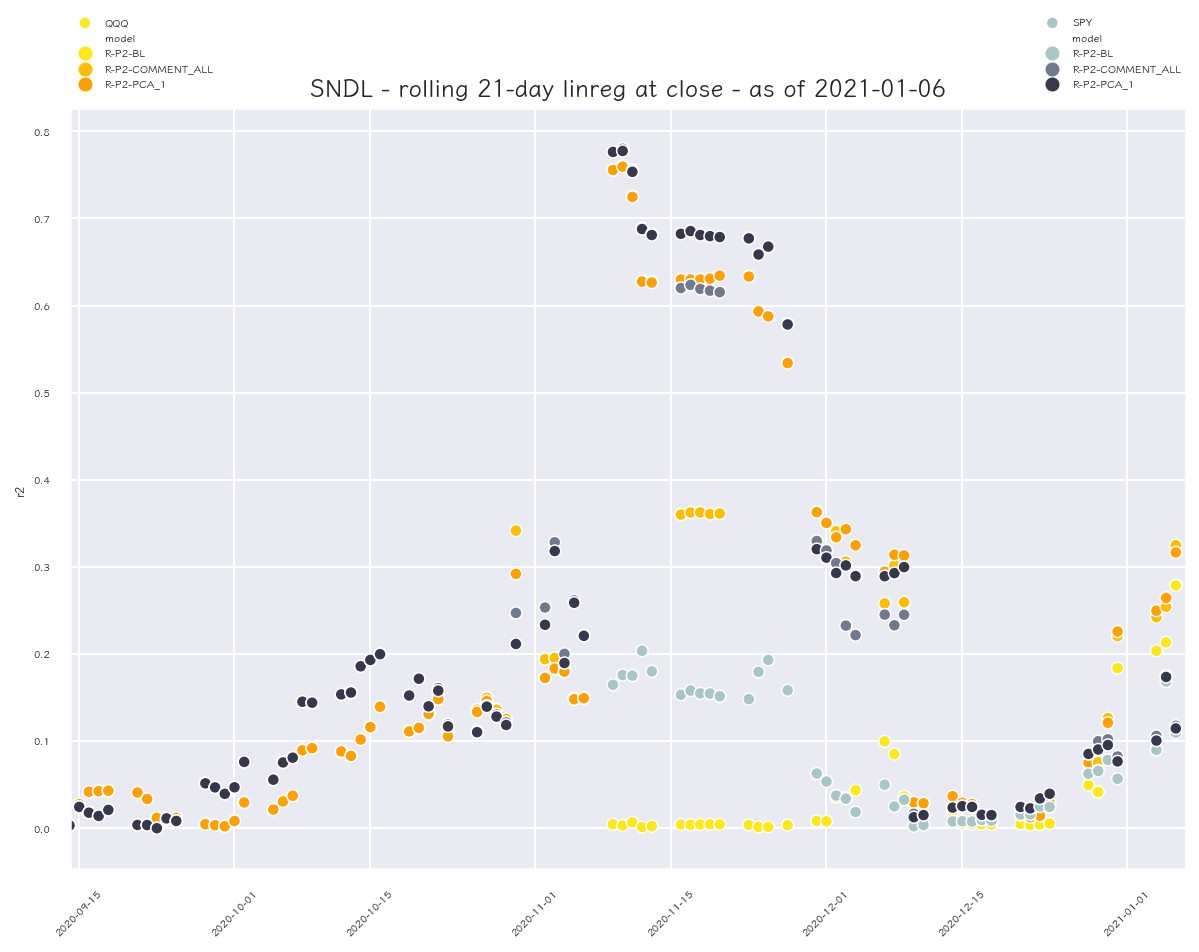 QQQ
model
R-P2-BL
R-P2-COMMENT_ALL
R-P2-PCA_1
SPY
model
R-P2-BL
R-P2-COMMENT_ALL
R-P2-PCA_1
SNDL - rolling 21-day linreg at close - as of 2021-01-06
0.8
0.7
0.6
0.5
0.4
0.3
0.2
0.1
0.0
r2
2020-09-15
2020-10-01
2020-10-15
2020-11-01
2020-11-15
2020-12-01
2020-12-15
2021-01-01